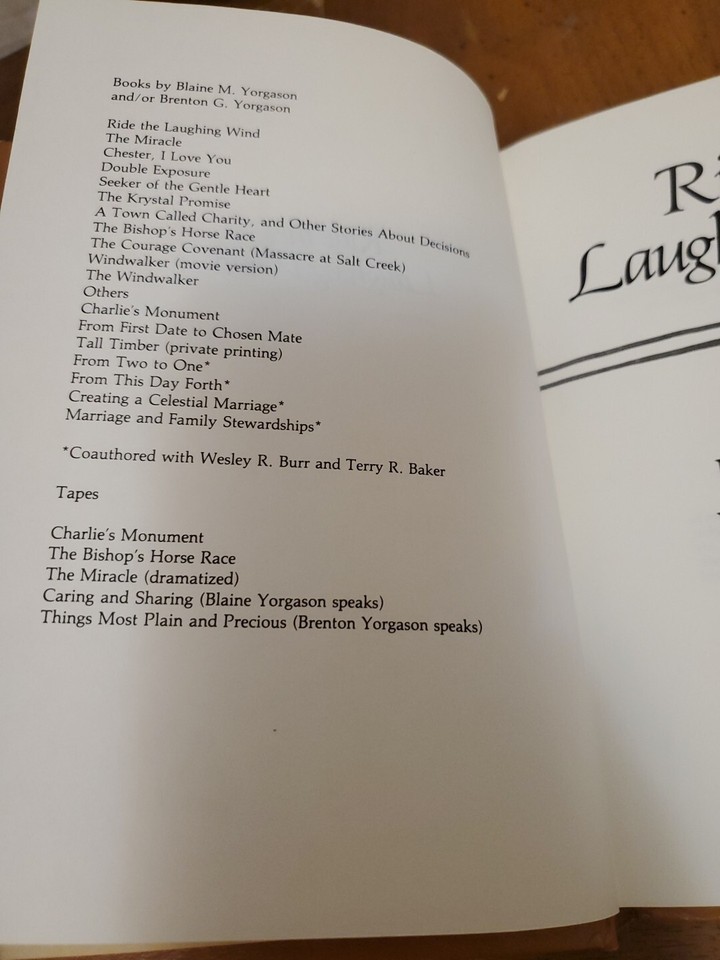 Books by Blaine M. Yorgason
and/or Brenton G. Yorgason
Ride the Laughing Wind
The Miracle
Chester, I Love You
Double Exposure
Seeker of the Gentle Heart
The Krystal Promise
A Town Called Charity, and Other Stories About Decisions
The Bishop's Horse Race
The Courage Covenant (Massacre at Salt Creek)
Windwalker (movie version)
The Windwalker
Others
Charlie's Monument
From First Date to Chosen Mate
Tall Timber (private printing)
From Two to One*
From This Day Forth*
Creating a Celestial Marriage*
Marriage and Family Stewardships*
*Coauthored with Wesley R. Burr and Terry R. Baker
Tapes
Charlie's Monument
The Bishop's Horse Race
The Miracle (dramatized)
Caring and Sharing (Blaine Yorgason speaks)
Things Most Plain and Precious (Brenton Yorgason speaks)
Ri
Laugh